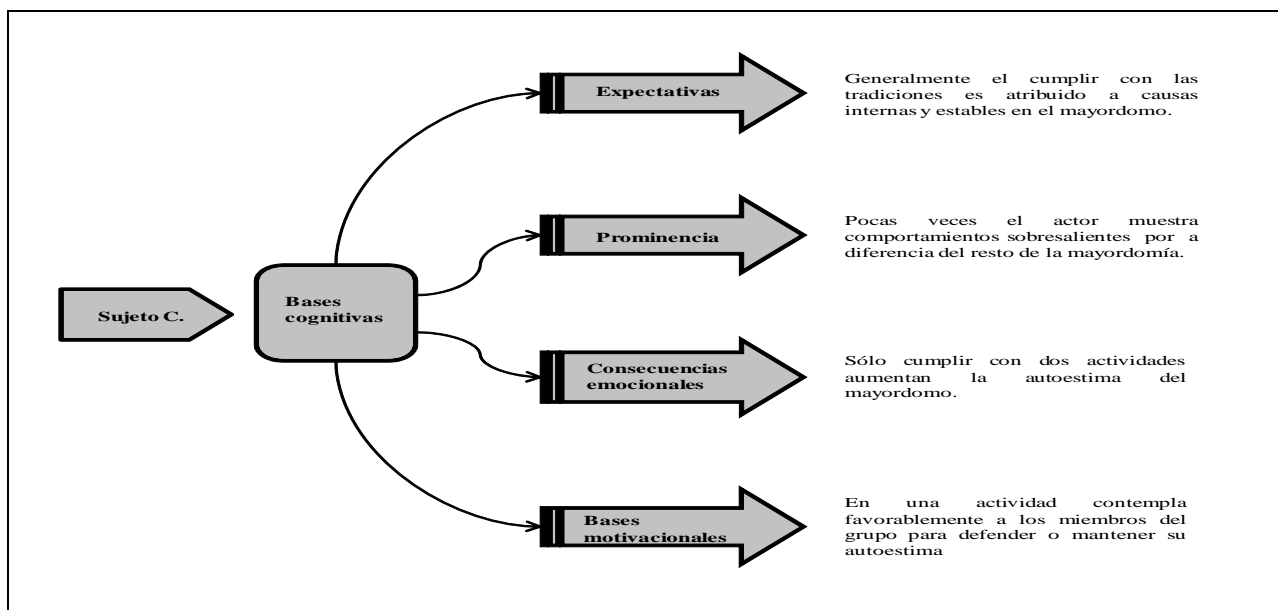 Sujeto C.
Bases
cognitivas
Expectativas
Generalmente el cumplir con las
tradiciones es atribuido a causas
internas y estables en el mayordomo.
Prominencia
Pocas veces el actor muestra
comportamientos sobresalientes por a
diferencia del resto de la mayordomía.
Consecuencias
emocionales
Sólo cumplir con dos actividades
aumentan la autoestima del
mayordomo.
Bases
motivacionales
En una actividad contempla
favorablemente a los miembros del
grupo para defender o mantener su
autoestima